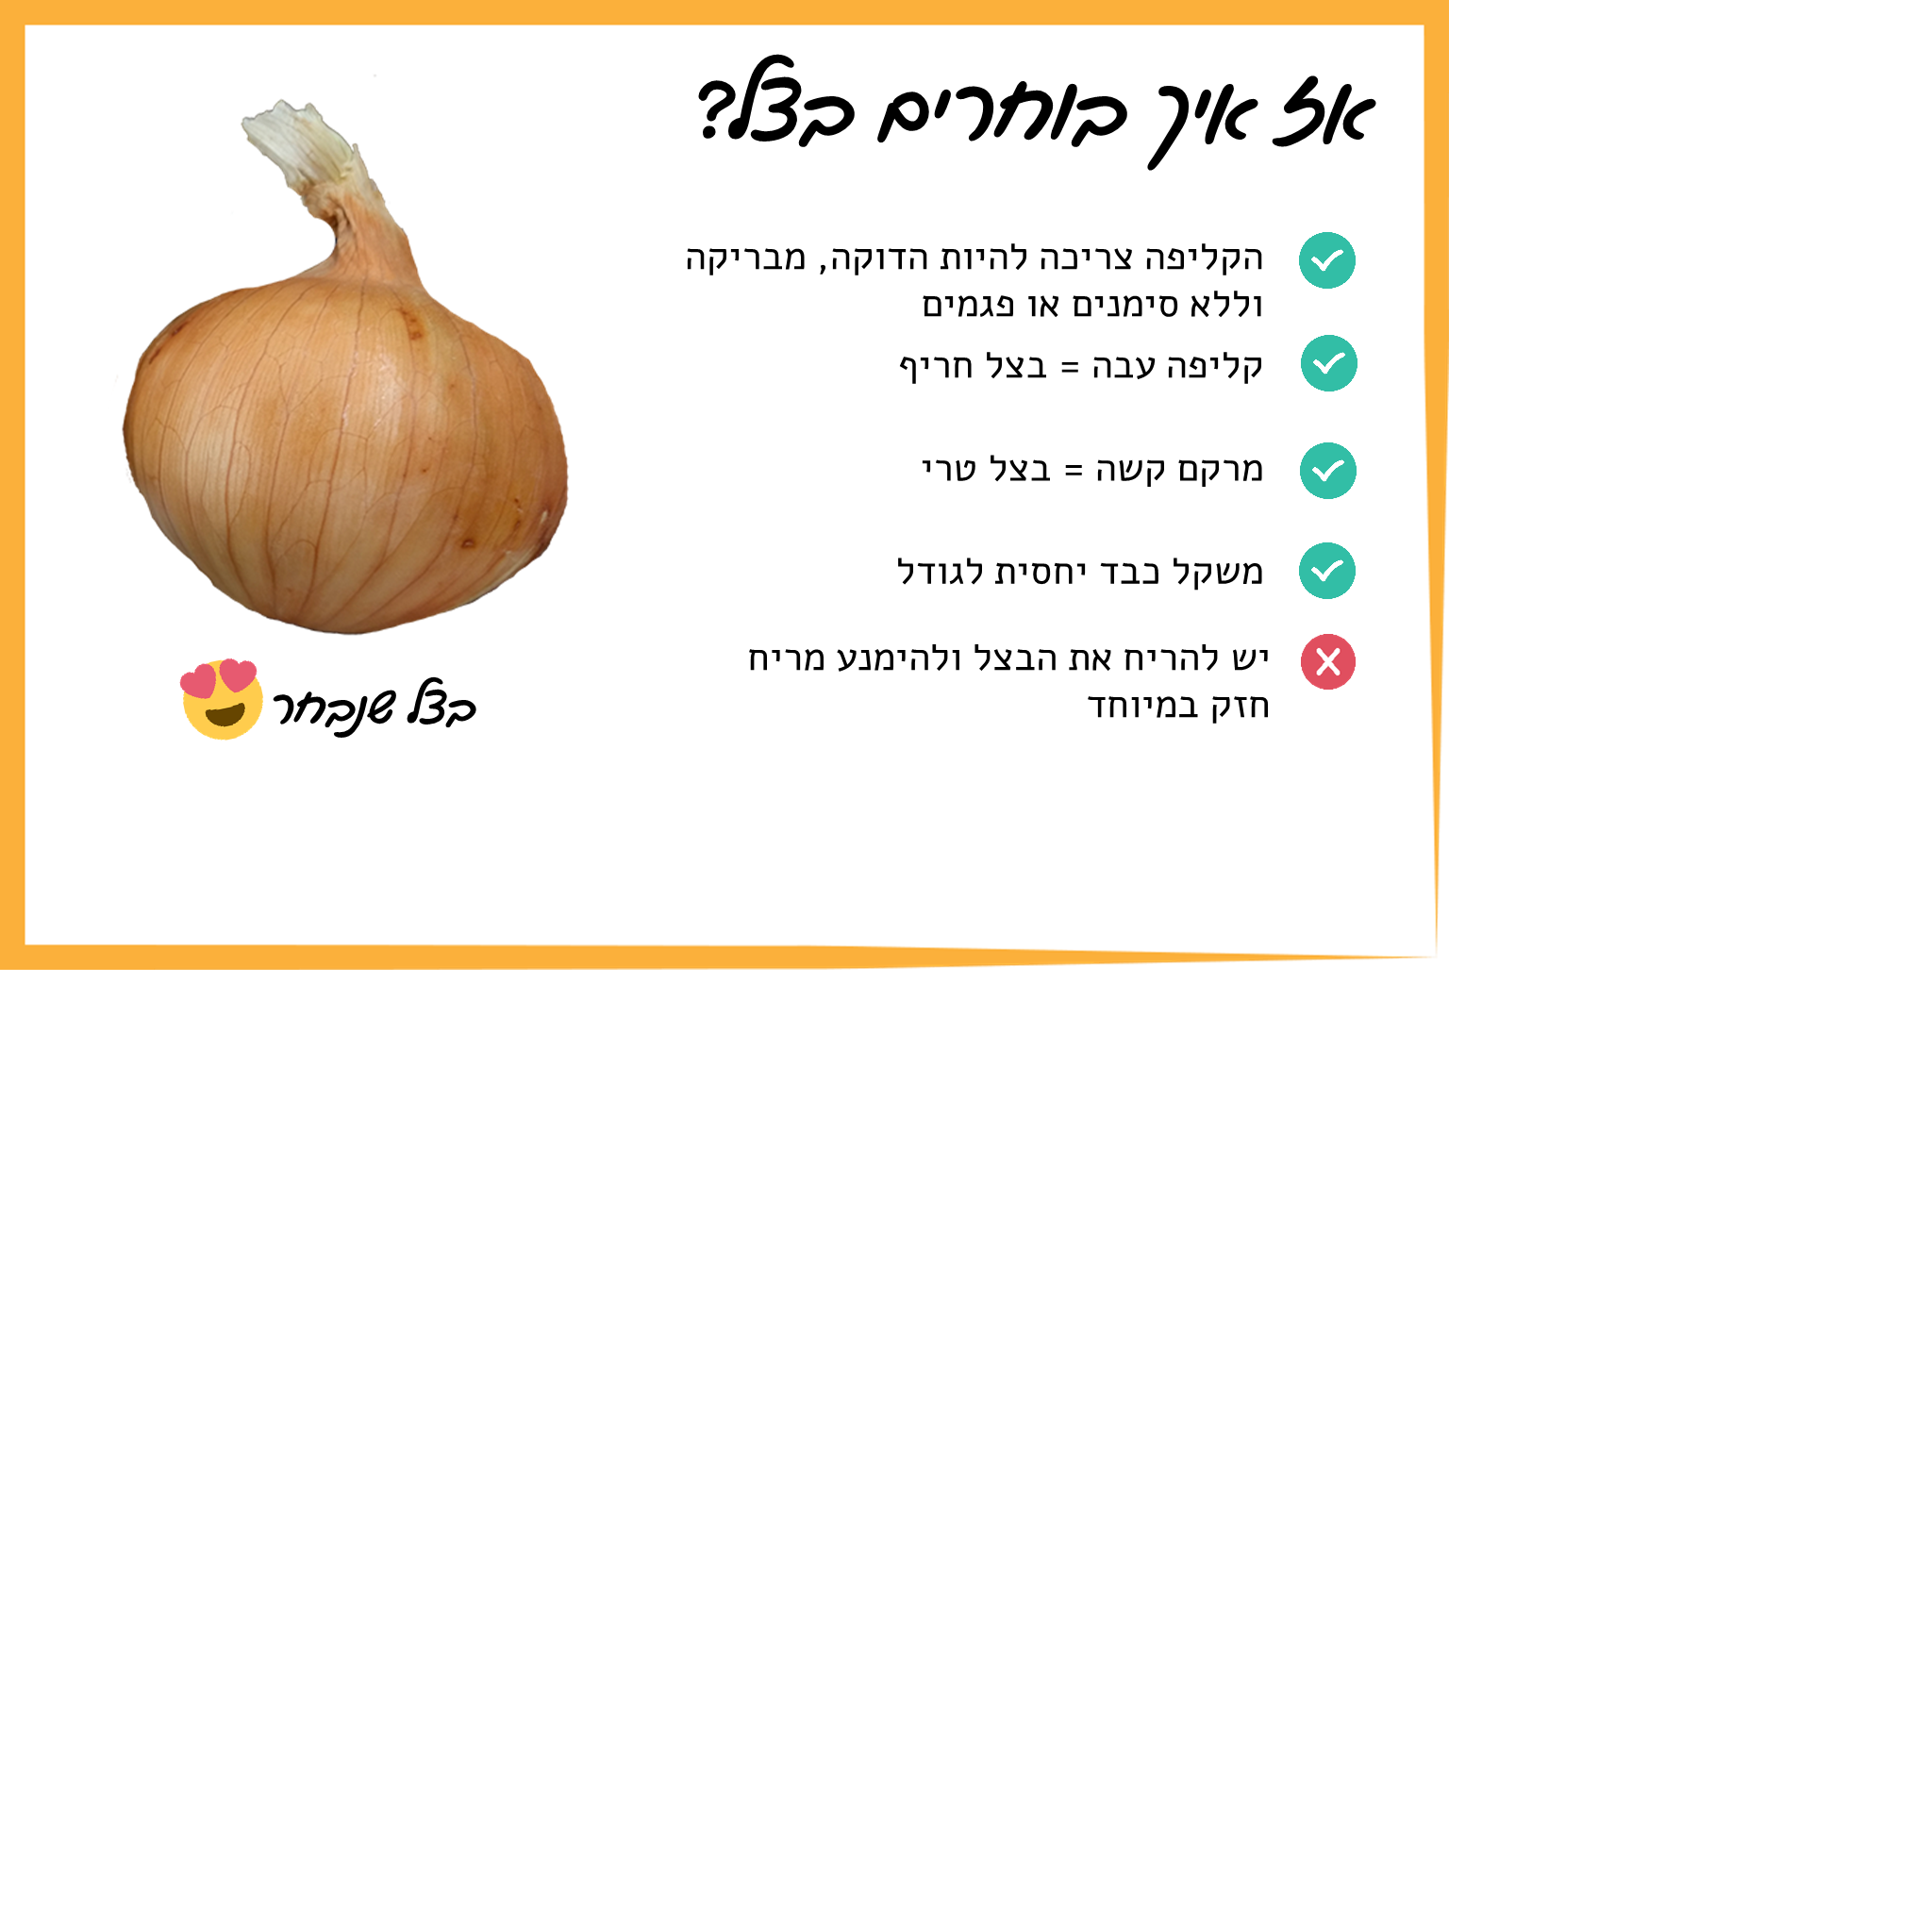 אז איך בוחרים בצל?
הקליפה צריכה להיות הדוקה, מבריקה
וללא סימנים או פגמים
קליפה עבה = בצל חריף
מרקם קשה = בצל טרי
משקל כבד יחסית לגודל
יש להריח את הבצל ולהימנע מריח
חזק במיוחד
בצל שנבחר